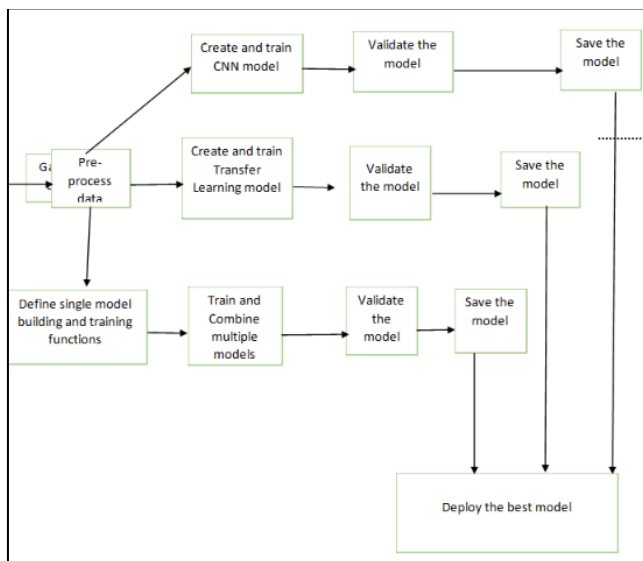 Create and train
CNN model
Validate the
model
Save the
model
Pre-
process
data
Create and train
Transfer
Learning model
Validate
the model
Save the
model
Define single model
building and training
functions
Train and
Combine
multiple
models
Validate
the
model
Save the
model
Deploy the best model